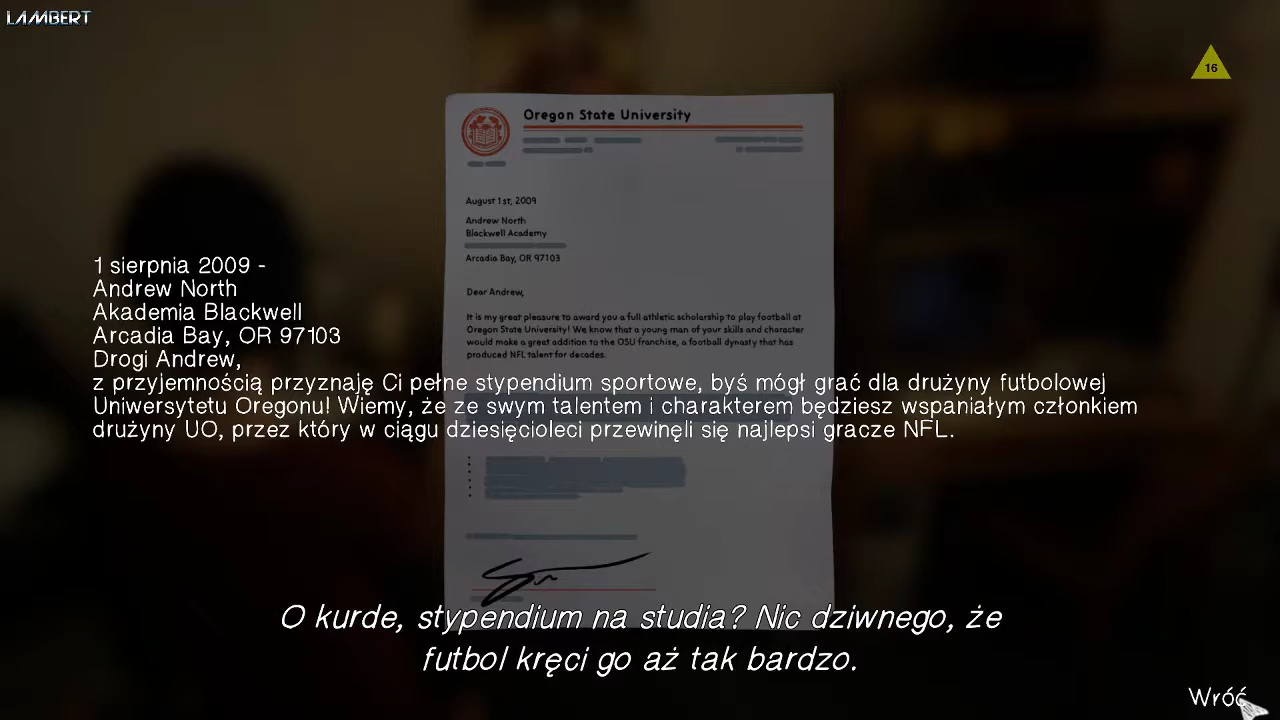 LAMBERT
16
Oregon State University
August 1st, 2009
Andrew North
Blackwell Academy
Arcadia Bay, OR 97103
Dear Andrew,
It is my great pleasure to award you a full athletic scholarship to play football at
Oregon State University! We know that a young man of your skills and character
would make a great addition to the OSU franchise, a football dynasty that has
produced NFL talent for decades.
1 sierpnia 2009 -
Andrew North
Akademia Blackwell
Arcadia Bay, OR 97103
Drogi Andrew,
z przyjemnością przyznaję Ci pełne stypendium sportowe, byś mógł grać dla drużyny futbolowej
Uniwersytetu Oregonu! Wiemy, że ze swym talentem i charakterem będziesz wspaniałym członkiem
drużyny UO, przez który w ciągu dziesięcioleci przewinęli się najlepsi gracze NFL.
O kurde, stypendium na studia? Nic dziwnego, że
futbol kręci go aż tak bardzo.
Wróć